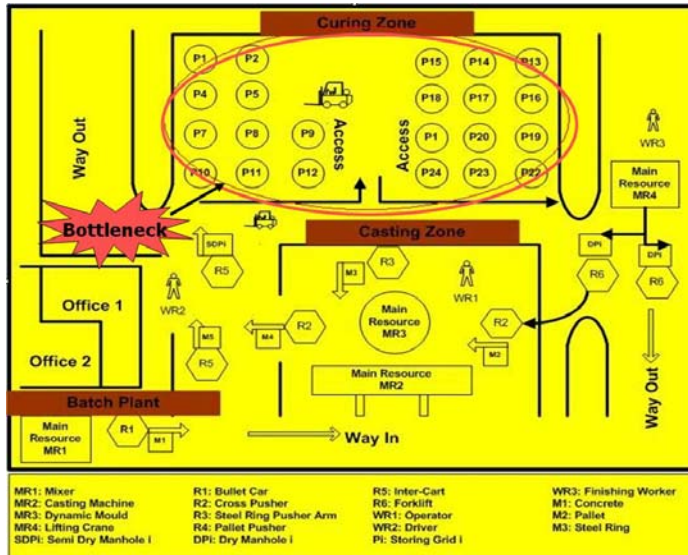 Curing Zone
P1 P2 P15 P14 P13
P4 P5 P18 P17 P16
P7 P8 P9 P1 P20 P19
P10 P11 P12 P24 P23 P22
Access
Access
Way Out
WR3
Main
Resource
MR4
Bottleneck
Casting Zone
SDPi
R5
WR2
M3
R3
WR1
DPi
DPi
R6
R6
Office 1
Office 2
M5
R5
M4
R2
Main
Resource
MR3
R2
M2
Main Resource
MR2
Way Out
Batch Plant
Main
Resource
MR1
R1
M1
Way In
MR1: Mixer R1: Bullet Car R5: Inter-Cart WR3: Finishing Worker
MR2: Casting Machine R2: Cross Pusher R6: Forklift M1: Concrete
MR3: Dynamic Mould R3: Steel Ring Pusher Arm WR1: Operator M2: Pallet
MR4: Lifting Crane R4: Pallet Pusher WR2: Driver M3: Steel Ring
SDPi: Semi Dry Manhole i DPi: Dry Manhole i Pi: Storing Grid i